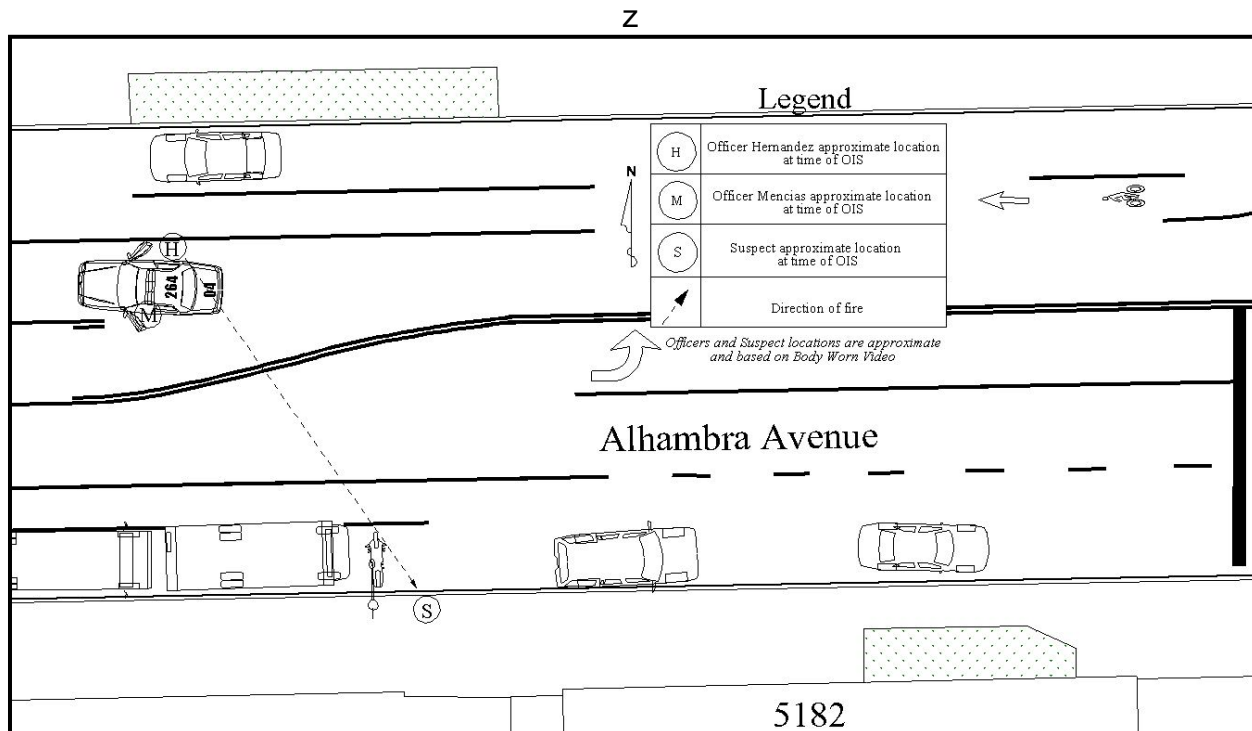 Z
Legend
H
Officer Hernandez approximate location
at time of OIS
M
Officer Mencias approximate location
at time of OIS
S
Suspect approximate location
at time of OIS
Direction of fire
Officers and Suspect locations are approximate
and based on Body Worn Video
N
H
M
264
04
Alhambra Avenue
S
5182